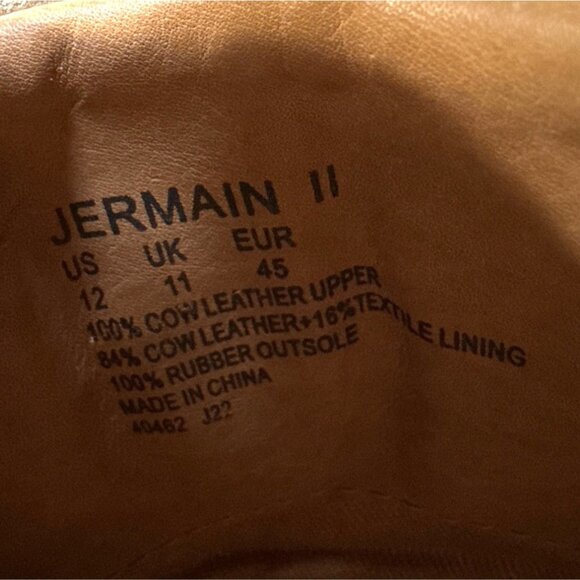 JERMAIN II
US UK EUR
12 11 45
100% COW LEATHER UPPER
84% COW LEATHER+16% TEXTILE LINING
100% RUBBER OUTSOLE
MADE IN CHINA
40462 J22